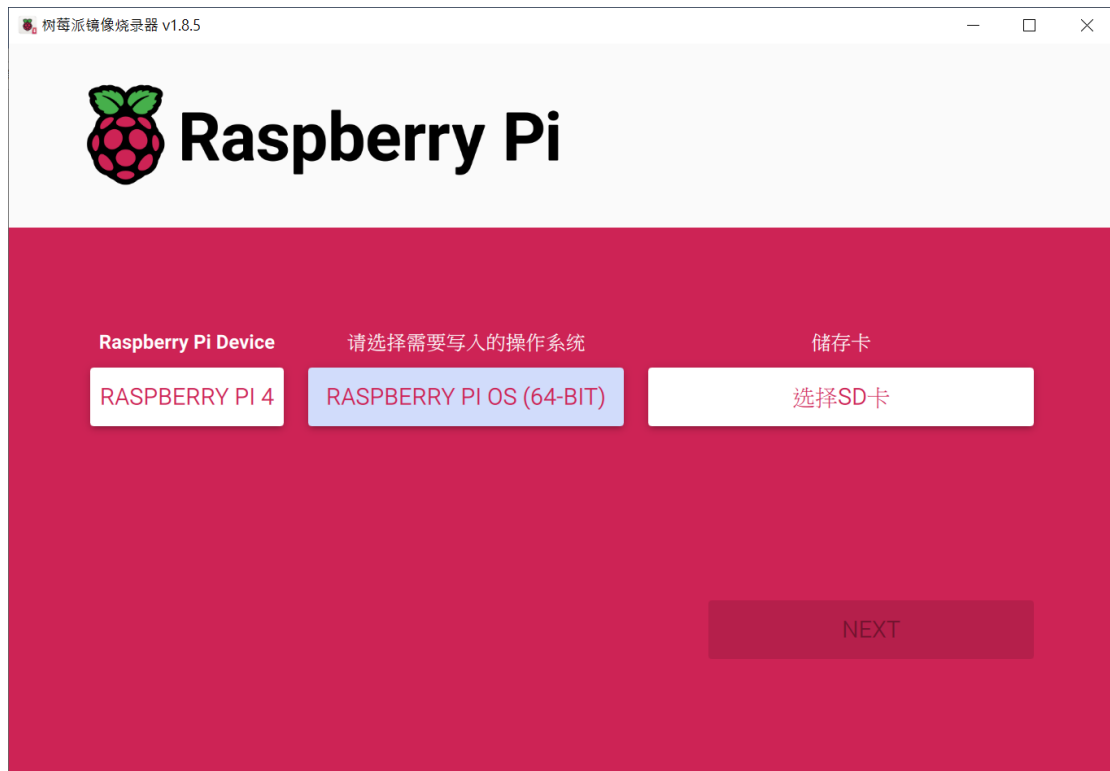 树莓派镜像烧录器 v1.8.5
Raspberry Pi
Raspberry Pi Device
请选择需要写入的操作系统
储存卡
RASPBERRY PI 4
RASPBERRY PI OS (64-BIT)
选择SD卡
NEXT